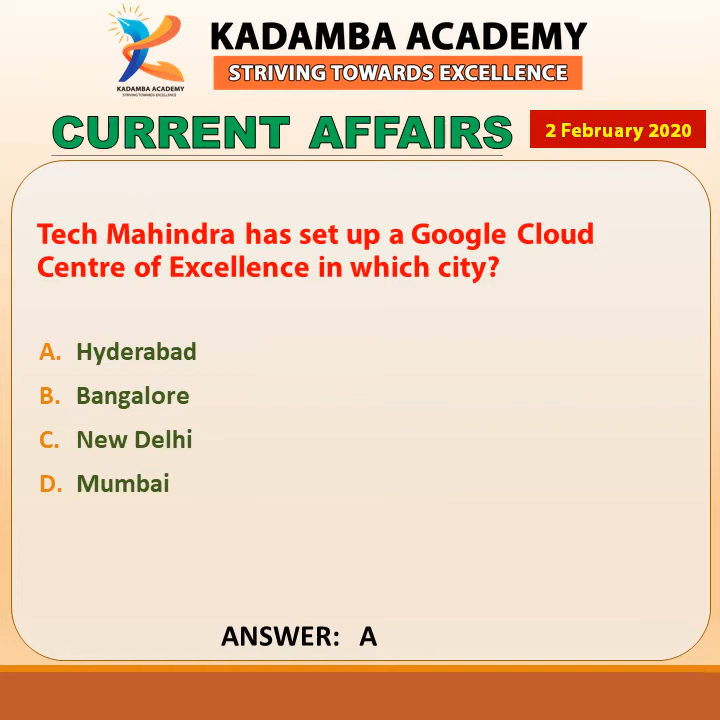 KADAMBA ACADEMY
STRIVING TOWARDS EXCELLENCE
KADAMBA ACADEMY
STRIVING TOWARDS EXCELLENCE
CURRENT AFFAIRS
2 February 2020
Tech Mahindra has set up a Google Cloud
Centre of Excellence in which city?
A. Hyderabad
B. Bangalore
C. New Delhi
D. Mumbai
ANSWER: A